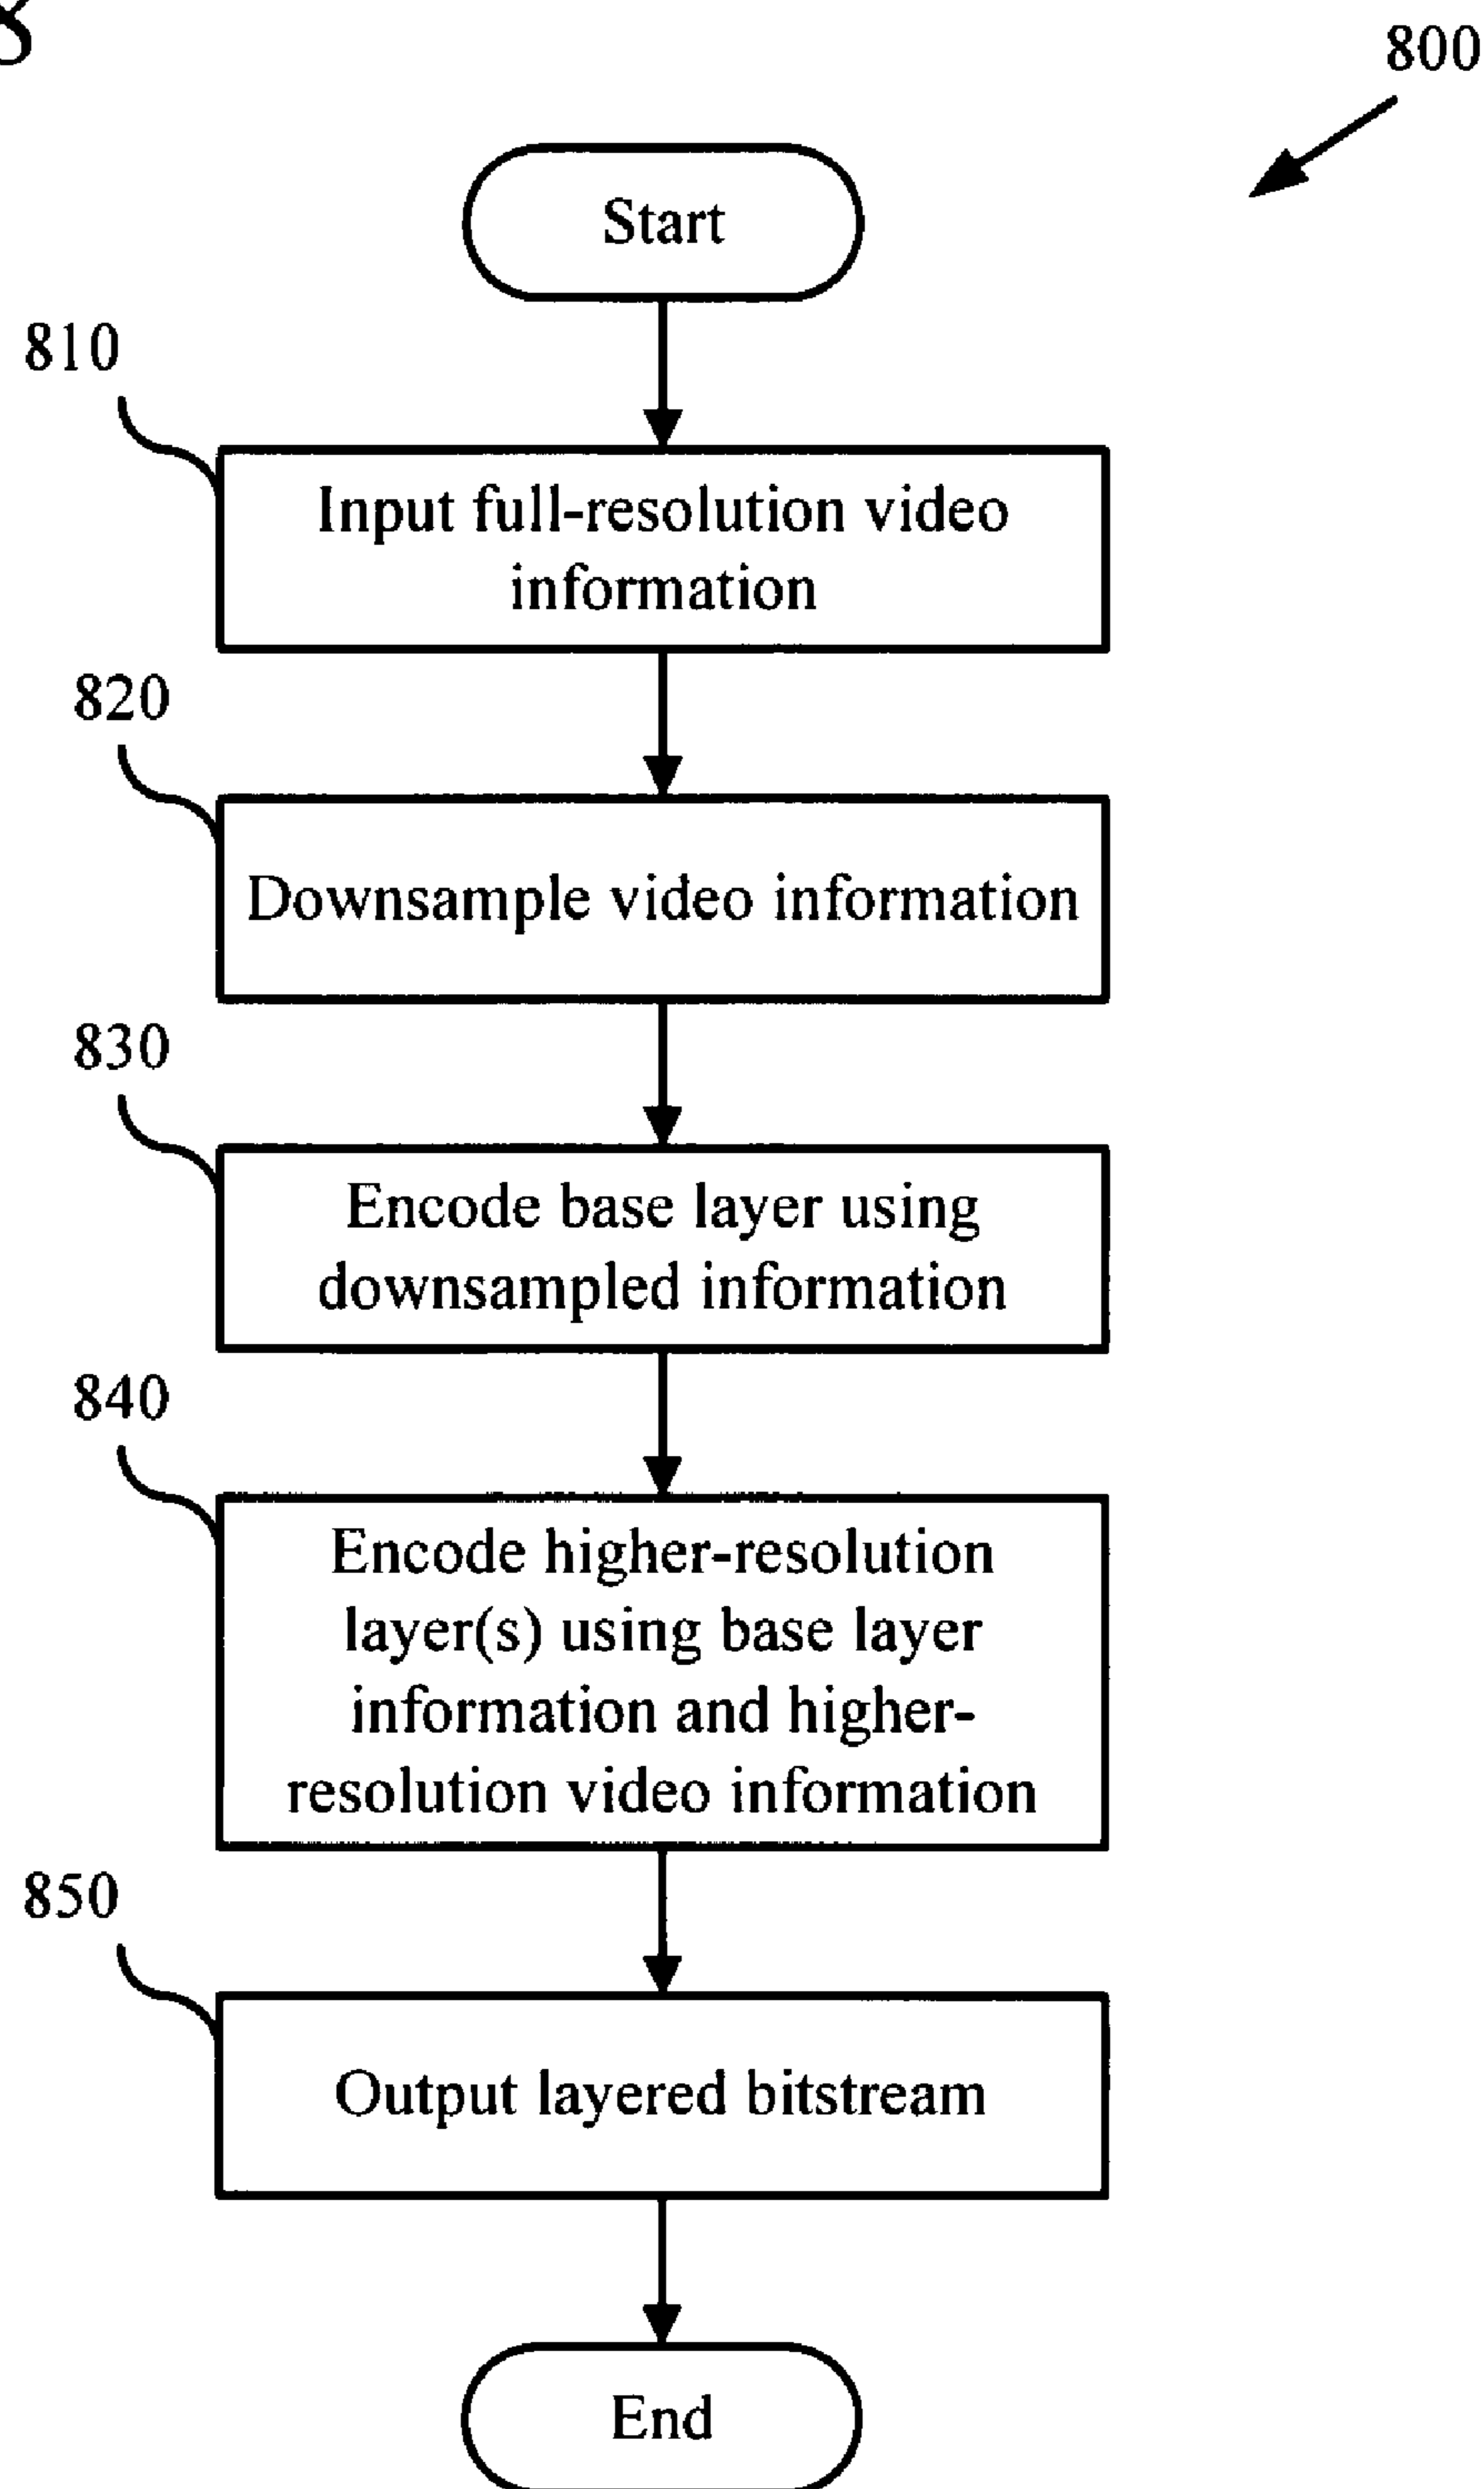 8
800
Start
810
Input full-resolution video
information
820
Downsample video information
830
Encode base layer using
downsampled information
840
Encode higher-resolution
layer(s) using base layer
information and higher-
resolution video information
850
Output layered bitstream
End